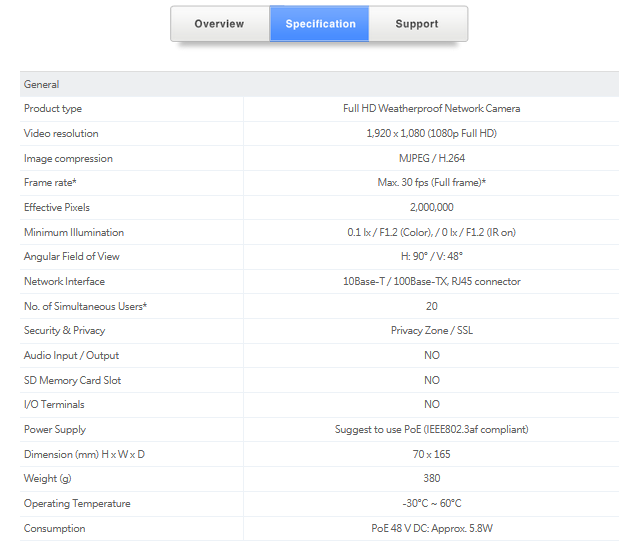 Overview Specification Support
General
Product type Full HD Weatherproof Network Camera
Video resolution 1,920 x 1,080 (1080p Full HD)
Image compression MJPEG / H.264
Frame rate* Max. 30 fps (Full frame)*
Effective Pixels 2,000,000
Minimum Illumination 0.1 lx / F1.2 (Color), / 0 lx / F1.2 (IR on)
Angular Field of View H: 90° / V: 48°
Network Interface 10Base-T / 100Base-TX, RJ45 connector
No. of Simultaneous Users* 20
Security & Privacy Privacy Zone / SSL
Audio Input / Output NO
SD Memory Card Slot NO
I/O Terminals NO
Power Supply Suggest to use PoE (IEEE802.3af compliant)
Dimension (mm) H x W x D 70 x 165
Weight (g) 380
Operating Temperature -30°C ~ 60°C
Consumption PoE 48 V DC: Approx. 5.8W